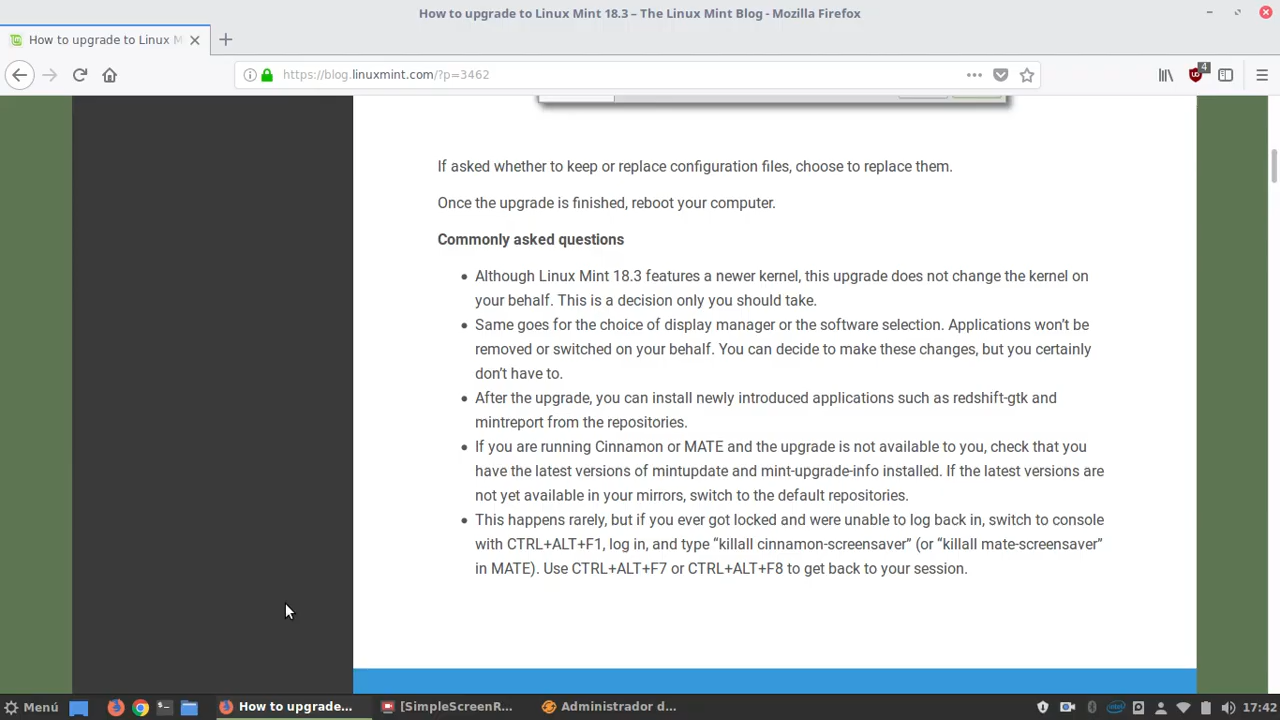 How to upgrade to Linux Mint 18.3 – The Linux Mint Blog - Mozilla Firefox
How to upgrade to Linux M
https://blog.linuxmint.com/?p=3462
4
If asked whether to keep or replace configuration files, choose to replace them.
Once the upgrade is finished, reboot your computer.
Commonly asked questions
Although Linux Mint 18.3 features a newer kernel, this upgrade does not change the kernel on
your behalf. This is a decision only you should take.
Same goes for the choice of display manager or the software selection. Applications won’t be
removed or switched on your behalf. You can decide to make these changes, but you certainly
don’t have to.
After the upgrade, you can install newly introduced applications such as redshift-gtk and
mintreport from the repositories.
If you are running Cinnamon or MATE and the upgrade is not available to you, check that you
have the latest versions of mintupdate and mint-upgrade-info installed. If the latest versions are
not yet available in your mirrors, switch to the default repositories.
This happens rarely, but if you ever got locked and were unable to log back in, switch to console
with CTRL+ALT+F1, log in, and type “killall cinnamon-screensaver” (or “killall mate-screensaver”
in MATE). Use CTRL+ALT+F7 or CTRL+ALT+F8 to get back to your session.
Menú
How to upgrade...
[SimpleScreenR...
Administrador d...
17:42